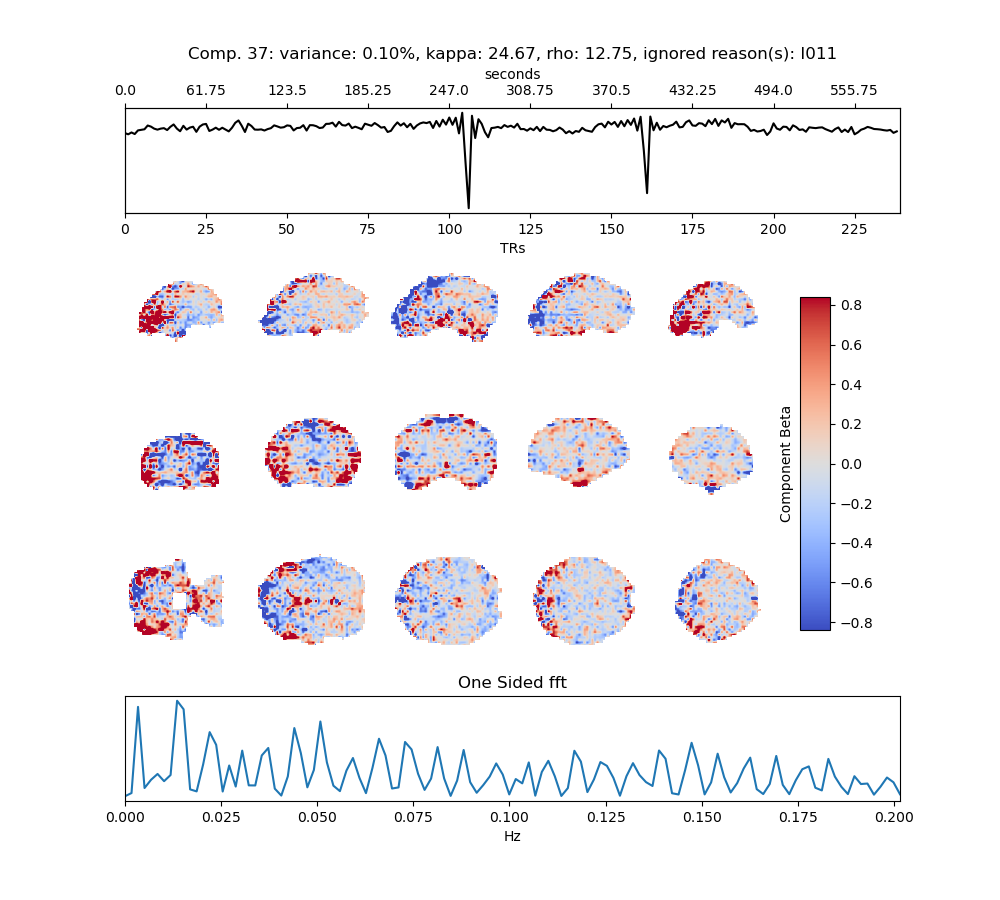 Comp. 37: variance: 0.10%, kappa: 24.67, rho: 12.75, ignored reason(s): I011
seconds
0.0 61.75 123.5 185.25 247.0 308.75 370.5 432.25 494.0 555.75
0 25 50 75 100 125 150 175 200 225
TRs
0.8
0.6
0.4
0.2
0.0
−0.2
−0.4
−0.6
−0.8
Component Beta
One Sided fft
0.000 0.025 0.050 0.075 0.100 0.125 0.150 0.175 0.200
Hz